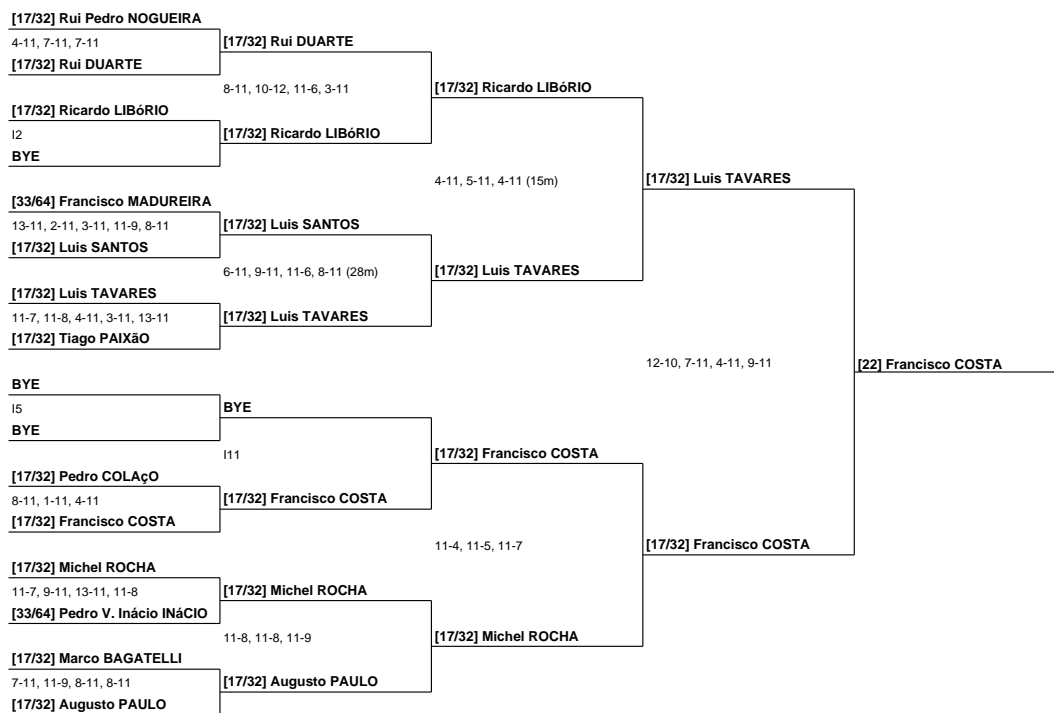 [17/32] Rui Pedro NOGUEIRA
4-11, 7-11, 7-11
[17/32] Rui DUARTE
[17/32] Ricardo LIBóRIO
I2
BYE
[33/64] Francisco MADUREIRA
13-11, 2-11, 3-11, 11-9, 8-11
[17/32] Luis SANTOS
[17/32] Luis TAVARES
11-7, 11-8, 4-11, 3-11, 13-11
[17/32] Tiago PAIXãO
BYE
I5
BYE
[17/32] Pedro COLAçO
8-11, 1-11, 4-11
[17/32] Francisco COSTA
[17/32] Michel ROCHA
11-7, 9-11, 13-11, 11-8
[33/64] Pedro V. Inácio INáCIO
[17/32] Marco BAGATELLI
7-11, 11-9, 8-11, 8-11
[17/32] Augusto PAULO
[17/32] Rui DUARTE
8-11, 10-12, 11-6, 3-11
[17/32] Ricardo LIBóRIO
[17/32] Luis SANTOS
6-11, 9-11, 11-6, 8-11 (28m)
[17/32] Luis TAVARES
BYE
I11
[17/32] Francisco COSTA
[17/32] Michel ROCHA
11-8, 11-8, 11-9
[17/32] Augusto PAULO
[17/32] Ricardo LIBóRIO
4-11, 5-11, 4-11 (15m)
[17/32] Luis TAVARES
[17/32] Francisco COSTA
11-4, 11-5, 11-7
[17/32] Michel ROCHA
[17/32] Luis TAVARES
12-10, 7-11, 4-11, 9-11
[17/32] Francisco COSTA
[22] Francisco COSTA